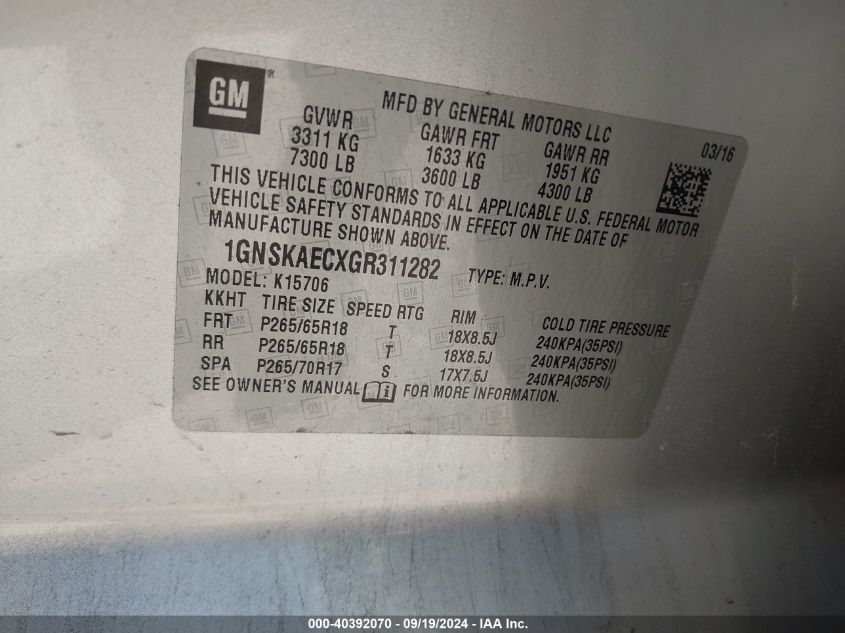 GM®
MFD BY GENERAL MOTORS LLC
03/16
GVWR GAWR FRT GAWR RR
3311 KG 1633 KG 1951 KG
7300 LB 3600 LB 4300 LB
THIS VEHICLE CONFORMS TO ALL APPLICABLE U.S. FEDERAL MOTOR
VEHICLE SAFETY STANDARDS IN EFFECT ON THE DATE OF
MANUFACTURE SHOWN ABOVE.
1GNSKAECXGR311282 TYPE: M.P.V.
MODEL: K15706
KKHT TIRE SIZE SPEED RTG RIM COLD TIRE PRESSURE
FRT P265/65R18 T 18X8.5J 240KPA(35PSI)
RR P265/65R18 T 18X8.5J 240KPA(35PSI)
SPA P265/70R17 S 17X7.5J 240KPA(35PSI)
SEE OWNER'S MANUAL FOR MORE INFORMATION.
000-40392070 - 09/19/2024 - IAA Inc.